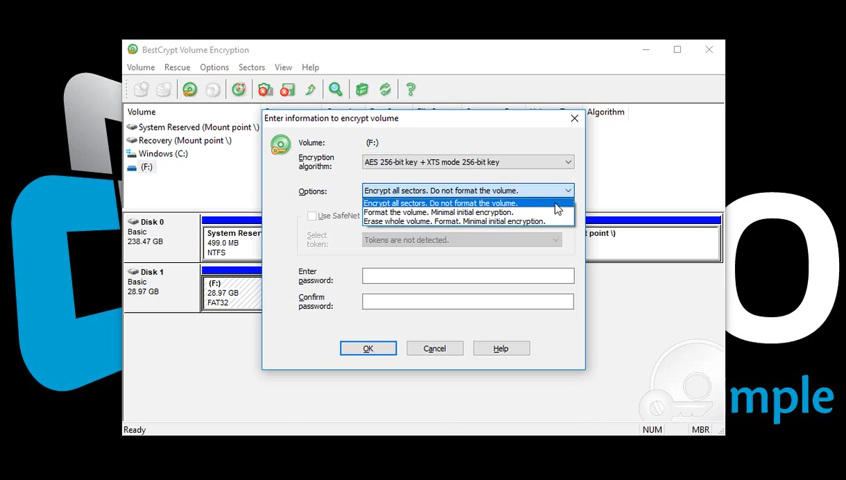 BestCrypt Volume Encryption
Volume Rescue Options Sectors View Help
Volume
Algorithm
System Reserved (Mount point \)
Recovery (Mount point \)
Windows (C:)
(F:)
Enter information to encrypt volume
Volume: (F:)
Encryption algorithm: AES 256-bit key + XTS mode 256-bit key
Options: Encrypt all sectors. Do not format the volume.
Encrypt all sectors. Do not format the volume.
Format the volume. Minimal initial encryption.
Erase whole volume. Format. Minimal initial encryption.
Use SafeNet
Select token: Tokens are not detected.
Enter password:
Confirm password:
OK Cancel Help
Disk 0
Basic
238.47 GB
System Reser
499.0 MB
NTFS
point \)
Disk 1
Basic
28.97 GB
(F:)
28.97 GB
FAT32
Ready
NUM MBR
mple